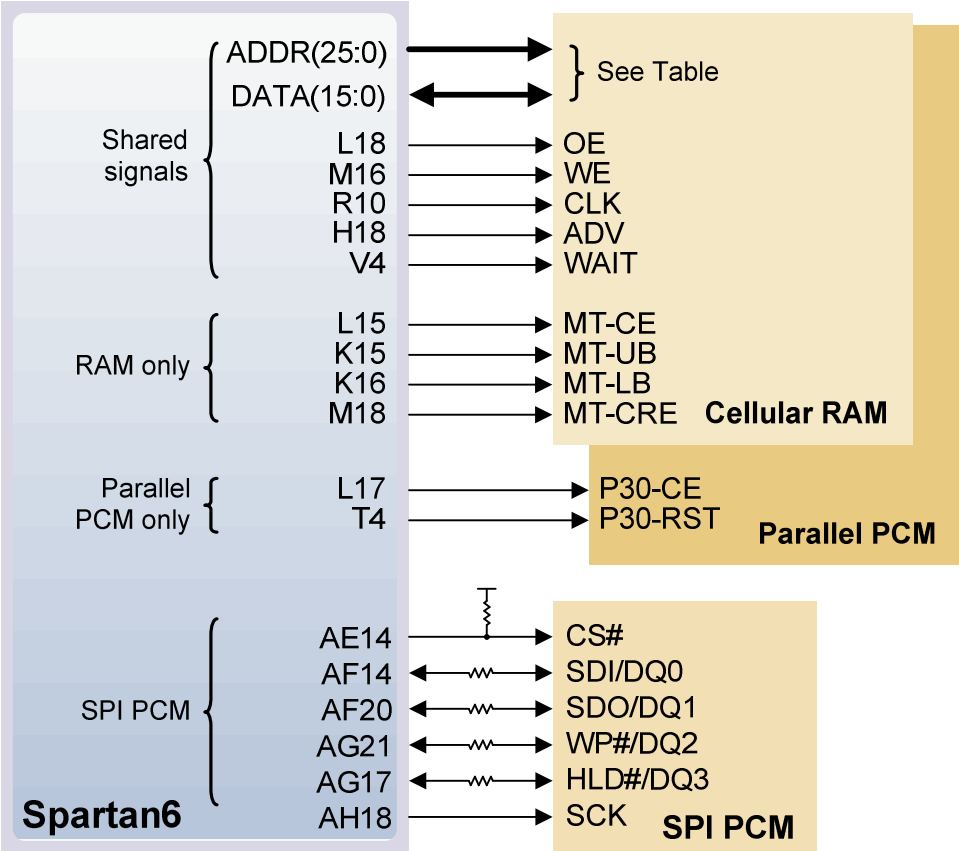 ADDR(25:0)
DATA(15:0)
See Table
Shared
signals
L18 OE
M16 WE
R10 CLK
H18 ADV
V4 WAIT
RAM only
L15 MT-CE
K15 MT-UB
K16 MT-LB
M18 MT-CRE
Cellular RAM
Parallel
PCM only
L17 P30-CE
T4 P30-RST
Parallel PCM
SPI PCM
AE14 CS#
AF14 SDI/DQ0
AF20 SDO/DQ1
AG21 WP#/DQ2
AG17 HLD#/DQ3
AH18 SCK
Spartan6
SPI PCM